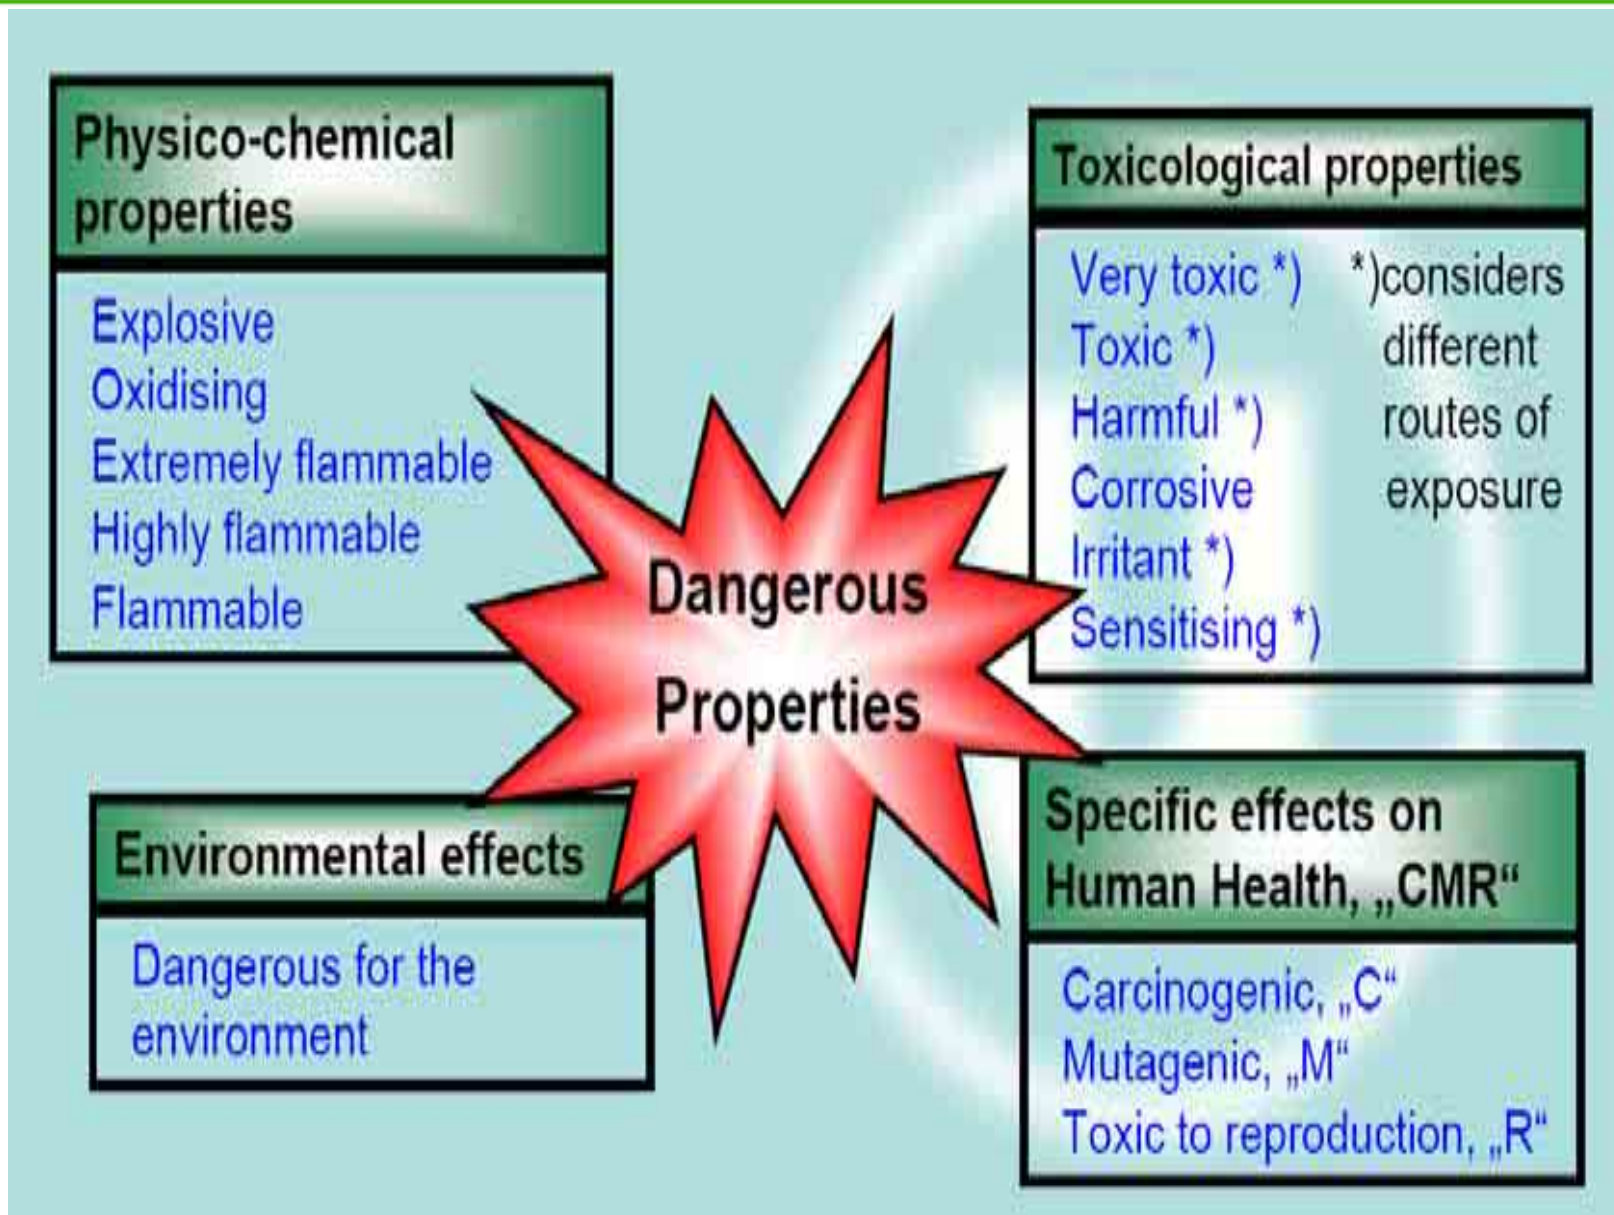 Physico-chemical
properties
Explosive
Oxidising
Extremely flammable
Highly flammable
Flammable
Toxicological properties
Very toxic *) *)considers
Toxic *) different
Harmful *) routes of
Corrosive exposure
Irritant *)
Sensitising *)
Dangerous
Properties
Environmental effects
Dangerous for the
environment
Specific effects on
Human Health, „CMR“
Carcinogenic, „C“
Mutagenic, „M“
Toxic to reproduction, „R“